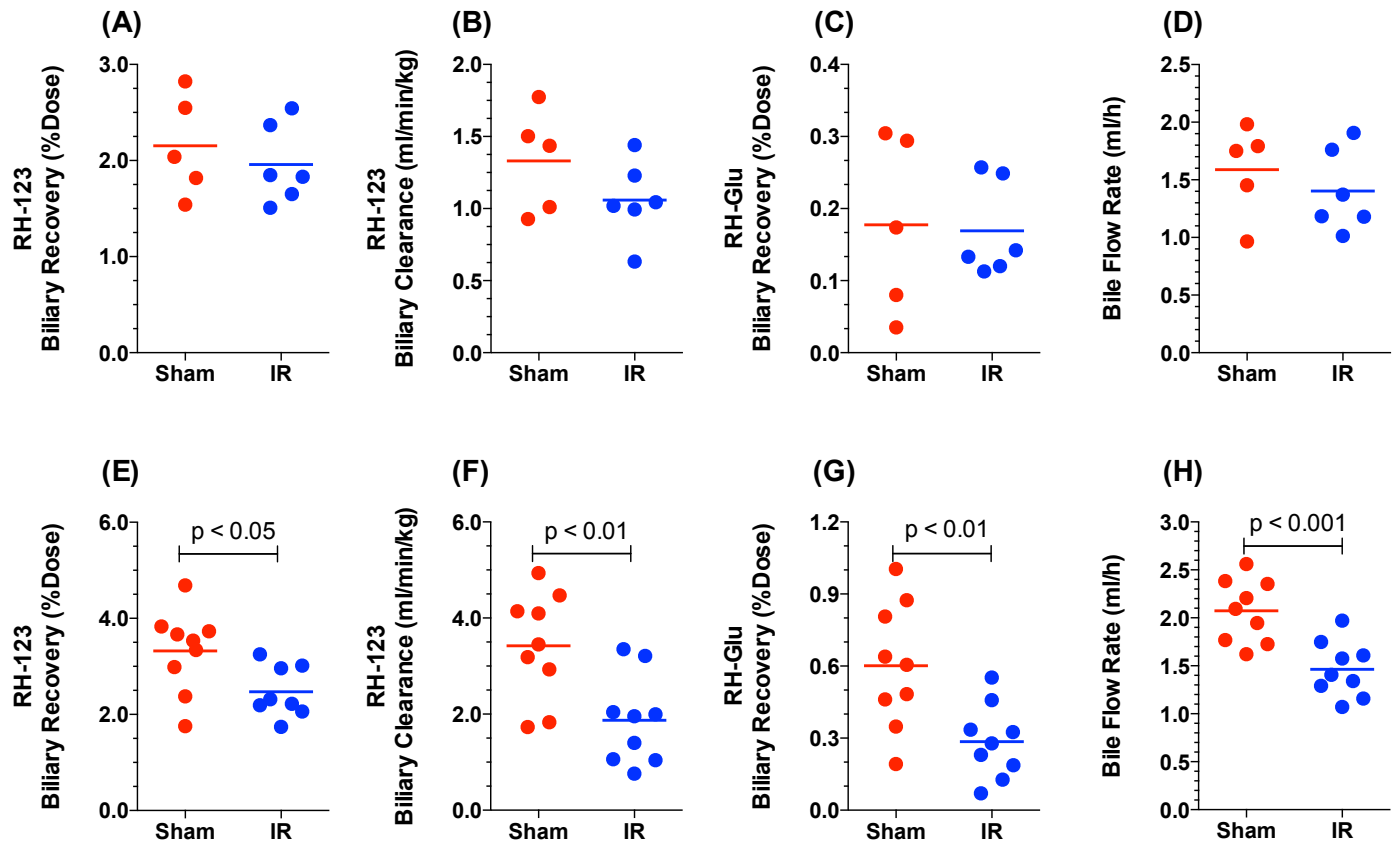 (A)
RH-123
Biliary Recovery (%Dose)
3.0
2.0
1.0
0.0
Sham IR
(B)
RH-123
Biliary Clearance (ml/min/kg)
2.0
1.5
1.0
0.5
0.0
Sham IR
(C)
RH-Glu
Biliary Recovery (%Dose)
0.4
0.3
0.2
0.1
0.0
Sham IR
(D)
Bile Flow Rate (ml/h)
2.5
2.0
1.5
1.0
0.5
0.0
Sham IR
(E)
RH-123
Biliary Recovery (%Dose)
6.0
4.0
2.0
0.0
p < 0.05
Sham IR
(F)
RH-123
Biliary Clearance (ml/min/kg)
6.0
4.0
2.0
0.0
p < 0.01
Sham IR
(G)
RH-Glu
Biliary Recovery (%Dose)
1.2
0.9
0.6
0.3
0.0
p < 0.01
Sham IR
(H)
Bile Flow Rate (ml/h)
3.0
2.5
2.0
1.5
1.0
0.5
0.0
p < 0.001
Sham IR